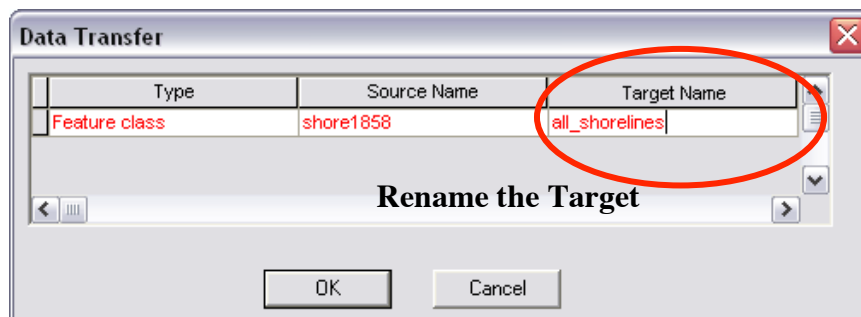 Data Transfer
Type Source Name Target Name
Feature class shore1858 all_shorelines
Rename the Target
OK Cancel